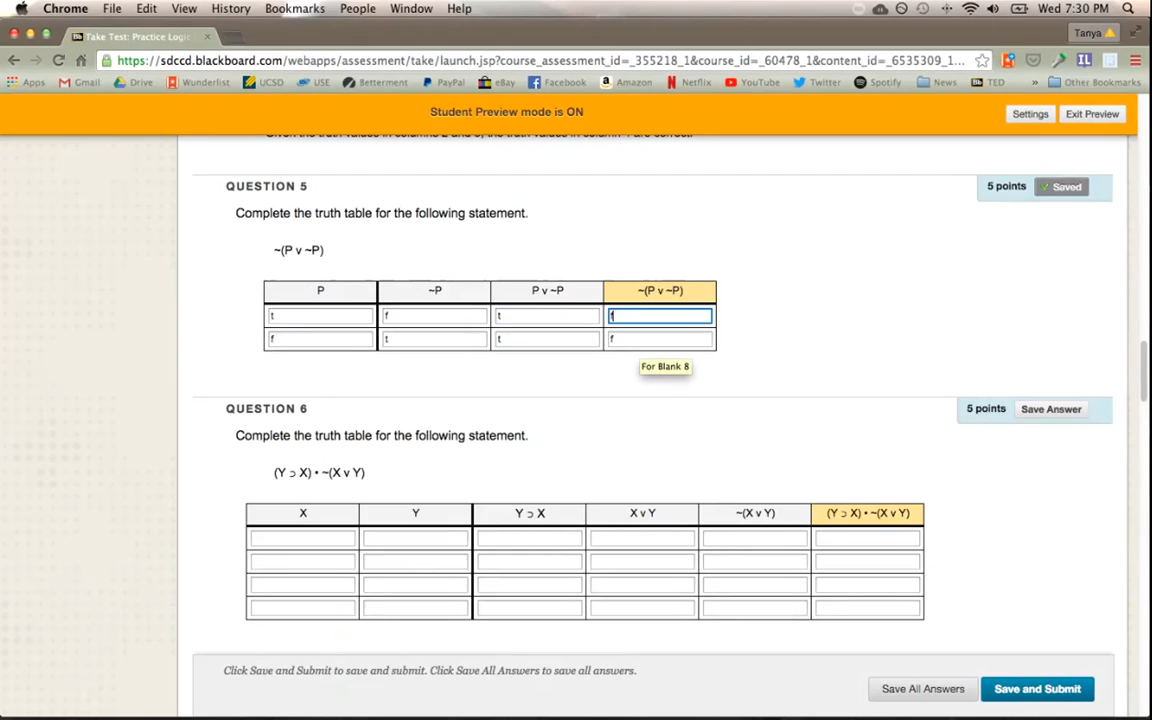 Chrome File Edit View History Bookmarks People Window Help Wed 7:30 PM
Take Test: Practice Logic Tanya
https://sdccd.blackboard.com/webapps/assessment/take/launch.jsp?course_assessment_id=_355218_1&course_id=_60478_1&content_id=_6535309_1...
Apps Gmail Drive Wunderlist UCSD USE Betterment PayPal eBay Facebook Amazon Netflix YouTube Twitter Spotify News TED » Other Bookmarks
Student Preview mode is ON Settings Exit Preview
QUESTION 5 5 points Saved
Complete the truth table for the following statement.
~(P v ~P)
P ~P P v ~P ~(P v ~P)
t f t f
f t t f
For Blank 8
QUESTION 6 5 points Save Answer
Complete the truth table for the following statement.
(Y ⊃ X) • ~(X v Y)
X Y Y ⊃ X X v Y ~(X v Y) (Y ⊃ X) • ~(X v Y)
Click Save and Submit to save and submit. Click Save All Answers to save all answers.
Save All Answers Save and Submit